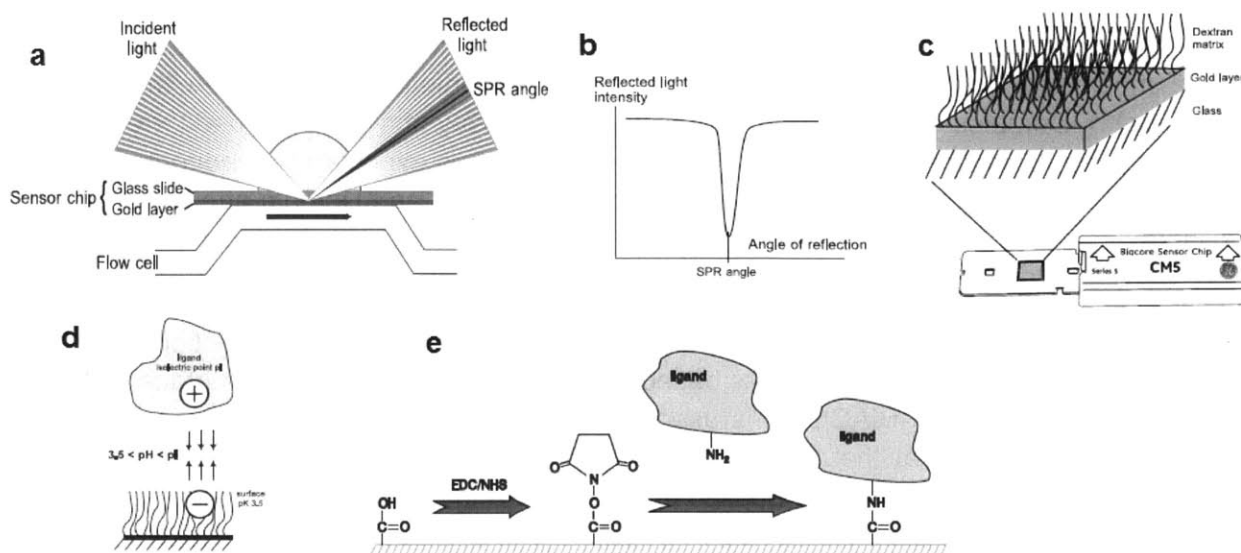 a
Incident
light
Reflected
light
SPR angle
Sensor chip
Glass slide
Gold layer
Flow cell
b
Reflected light
intensity
Angle of reflection
SPR angle
c
Dextran
matrix
Gold layer
Glass
Biacore Sensor Chip
Series S
CM5
d
ligand
isoelectric point pI
+
3.5 < pH < pI
−
surface
pK 3.5
e
ligand
NH2
ligand
EDC/NHS
O
N
O
OH
O
NH
C=O
C=O
C=O